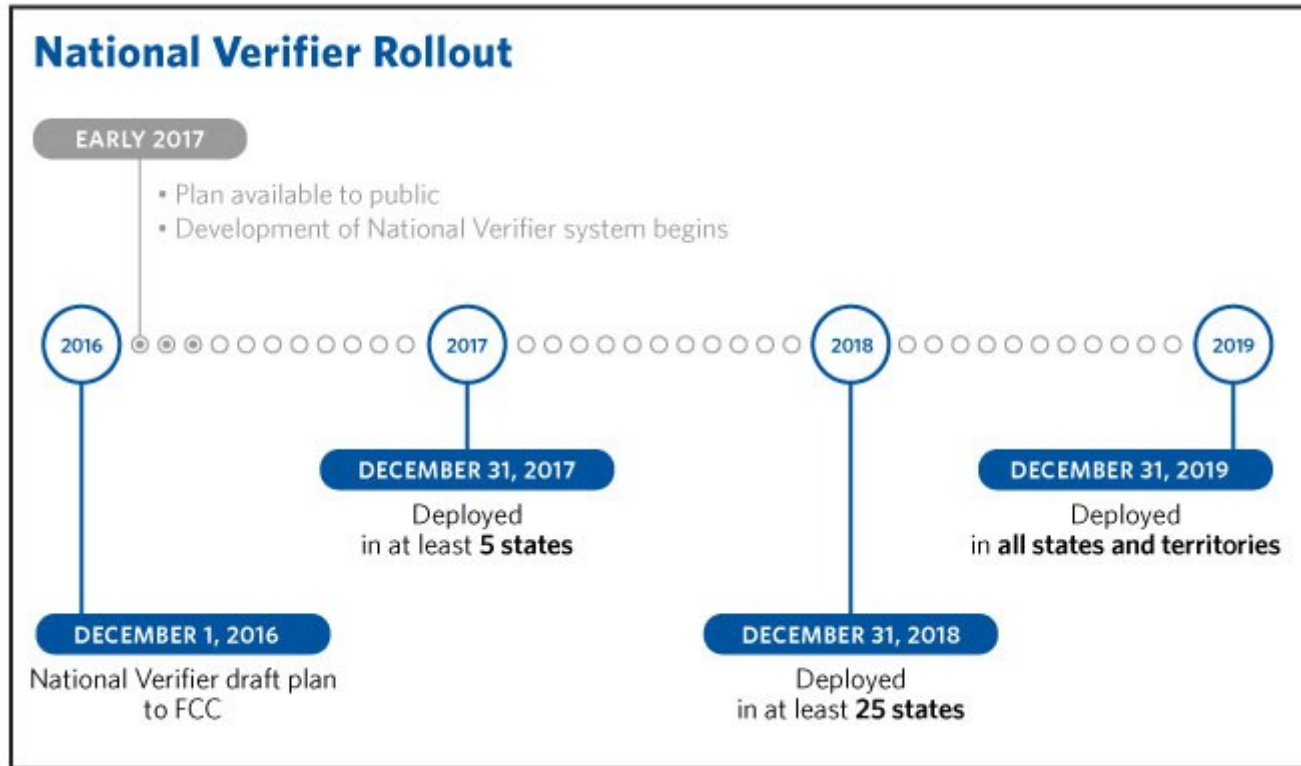 National Verifier Rollout
EARLY 2017
▪ Plan available to public
▪ Development of National Verifier system begins
2016
2017
2018
2019
DECEMBER 31, 2017
Deployed
in at least 5 states
DECEMBER 31, 2019
Deployed
in all states and territories
DECEMBER 1, 2016
National Verifier draft plan
to FCC
DECEMBER 31, 2018
Deployed
in at least 25 states